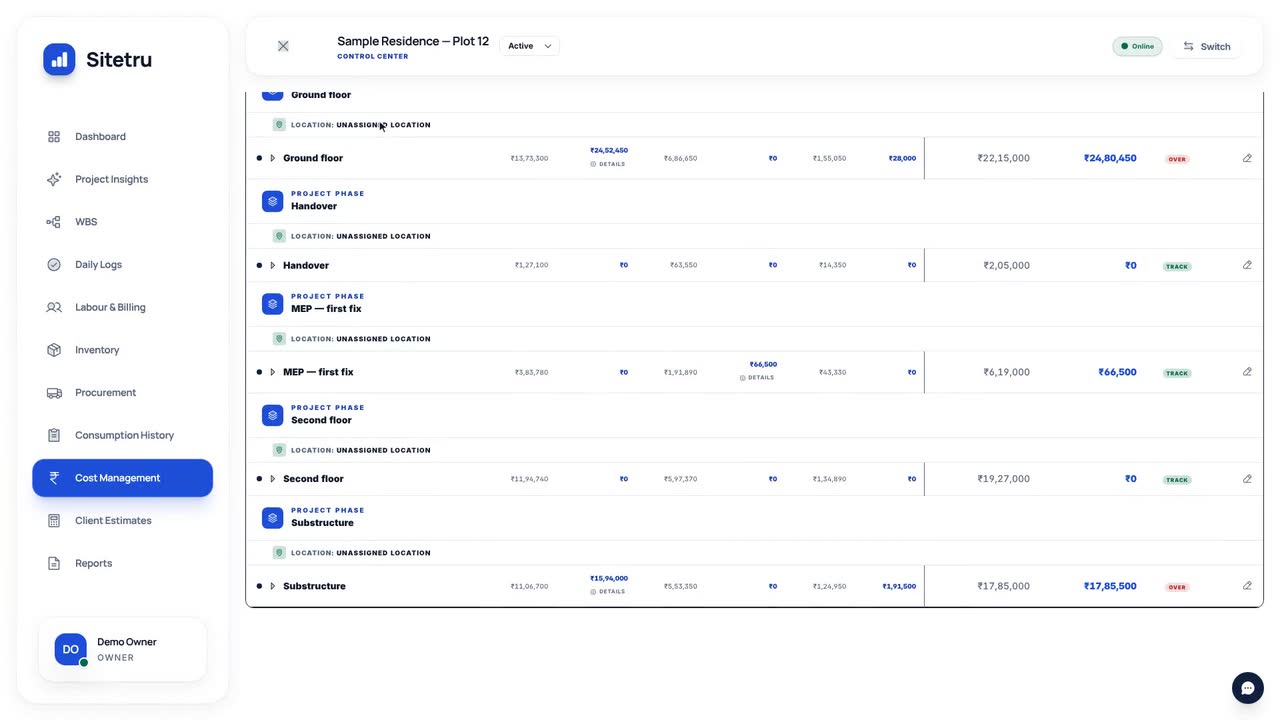 Sitetru
Dashboard
Project Insights
WBS
Daily Logs
Labour & Billing
Inventory
Procurement
Consumption History
Cost Management
Client Estimates
Reports
DO
Demo Owner
OWNER
Sample Residence — Plot 12
CONTROL CENTER
Active
Online
Switch
Ground floor
LOCATION: UNASSIGNED LOCATION
Ground floor ₹13,73,300 ₹24,52,450 DETAILS ₹6,86,650 ₹0 ₹1,55,050 ₹28,000 ₹22,15,000 ₹24,80,450 OVER
PROJECT PHASE
Handover
LOCATION: UNASSIGNED LOCATION
Handover ₹1,27,100 ₹0 ₹63,550 ₹0 ₹14,350 ₹0 ₹2,05,000 ₹0 TRACK
PROJECT PHASE
MEP — first fix
LOCATION: UNASSIGNED LOCATION
MEP — first fix ₹3,83,780 ₹0 ₹1,91,890 ₹66,500 DETAILS ₹43,330 ₹0 ₹6,19,000 ₹66,500 TRACK
PROJECT PHASE
Second floor
LOCATION: UNASSIGNED LOCATION
Second floor ₹11,94,740 ₹0 ₹5,97,370 ₹0 ₹1,34,890 ₹0 ₹19,27,000 ₹0 TRACK
PROJECT PHASE
Substructure
LOCATION: UNASSIGNED LOCATION
Substructure ₹11,06,700 ₹15,94,000 DETAILS ₹5,53,350 ₹0 ₹1,24,950 ₹1,91,500 ₹17,85,000 ₹17,85,500 OVER